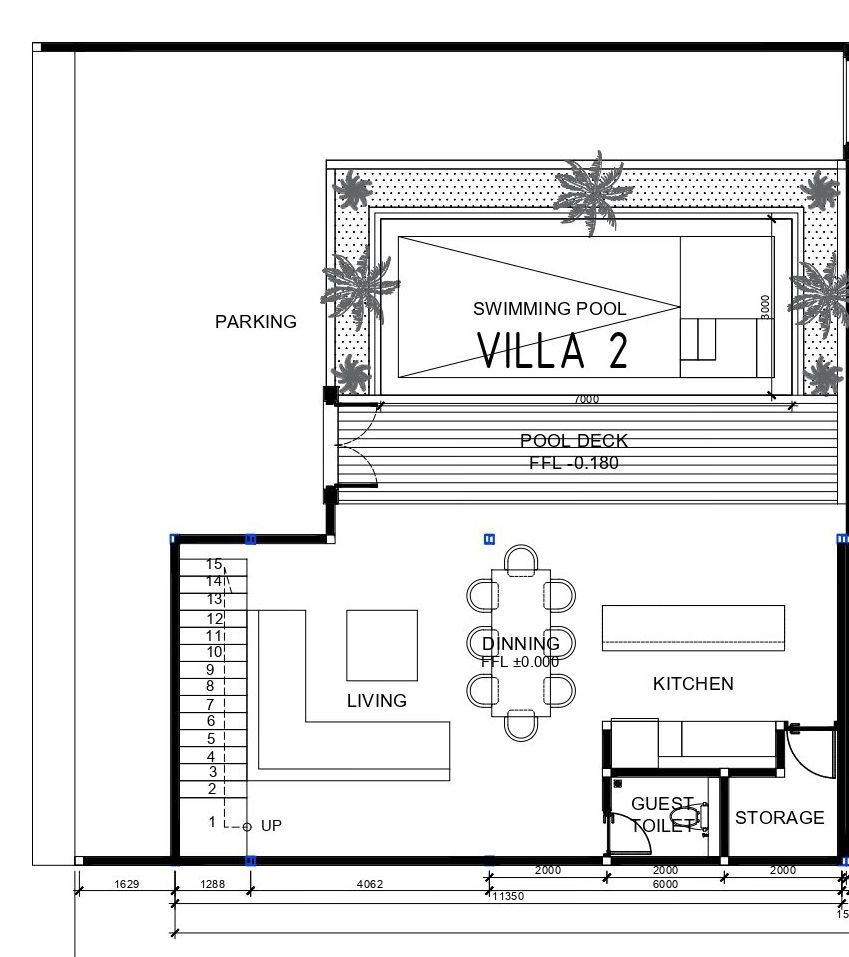 PARKING
SWIMMING POOL
3000
VILLA 2
7000
POOL DECK
FFL -0.180
15
14
13
12
11
10
9
8
7
6
5
4
3
2
1
UP
LIVING
DINNING
FFL ±0.000
KITCHEN
GUEST
TOILET
STORAGE
2000
2000
2000
1629
1288
4062
6000
11350
15